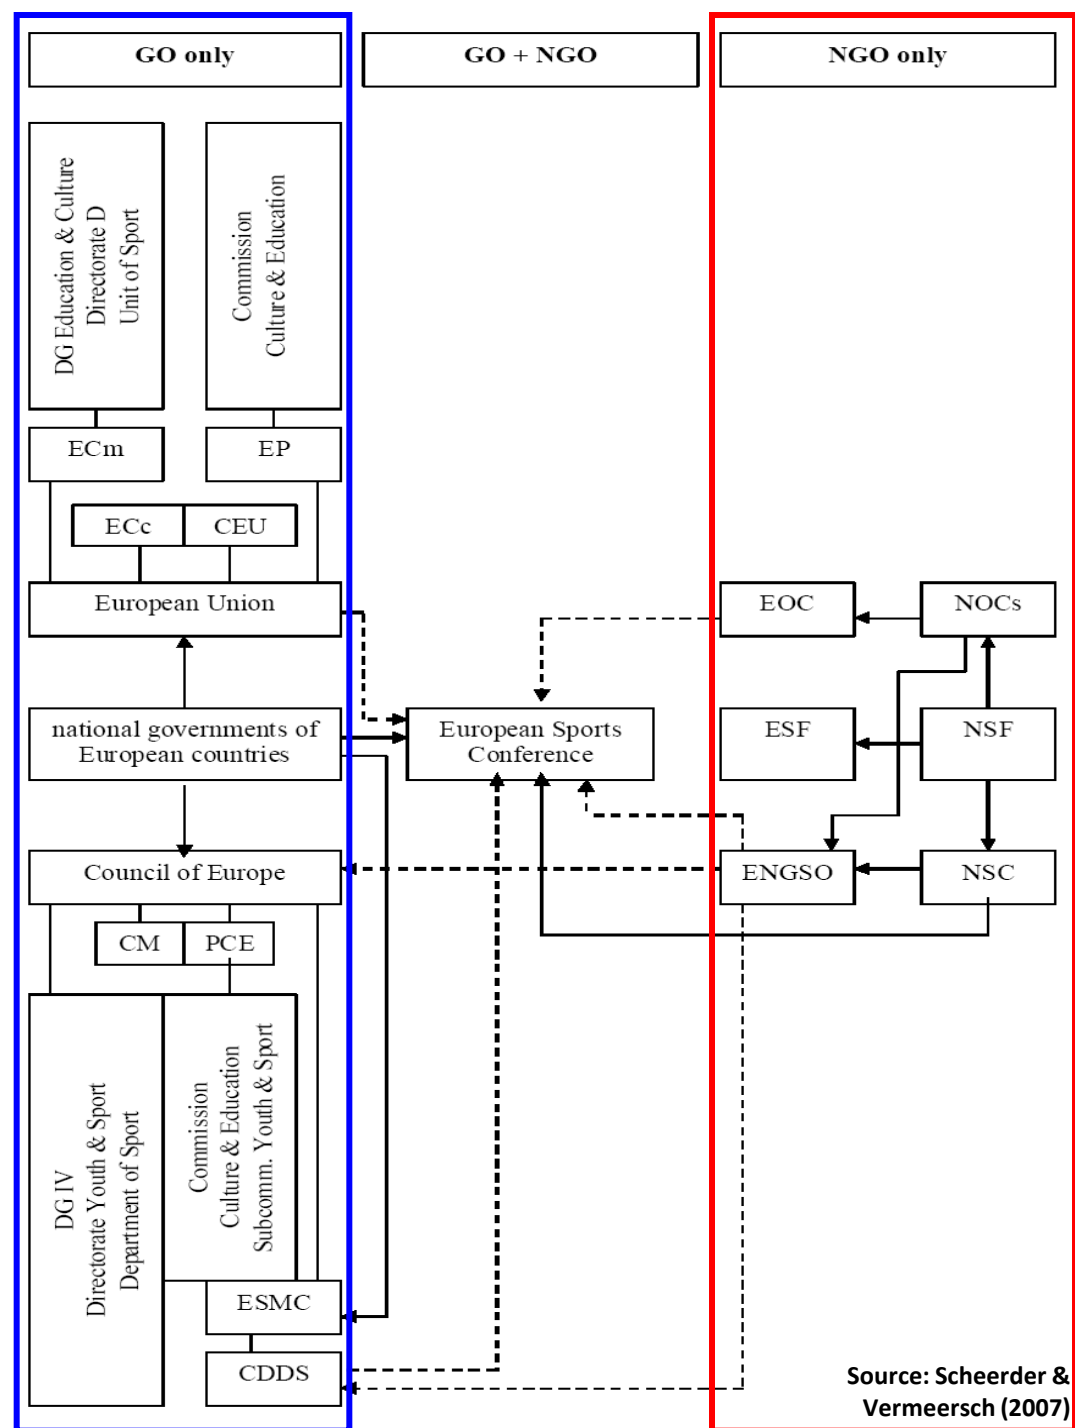 GO only
GO + NGO
NGO only
DG Education & Culture
Directorate D
Unit of Sport
Commission
Culture & Education
ECm
EP
ECc
CEU
European Union
EOC
NOCs
national governments of
European countries
European Sports
Conference
ESF
NSF
Council of Europe
ENGSO
NSC
CM
PCE
DG IV
Directorate Youth & Sport
Department of Sport
Commission
Culture & Education
Subcomm. Youth & Sport
ESMC
CDDS
Source: Scheerder &
Vermeersch (2007)